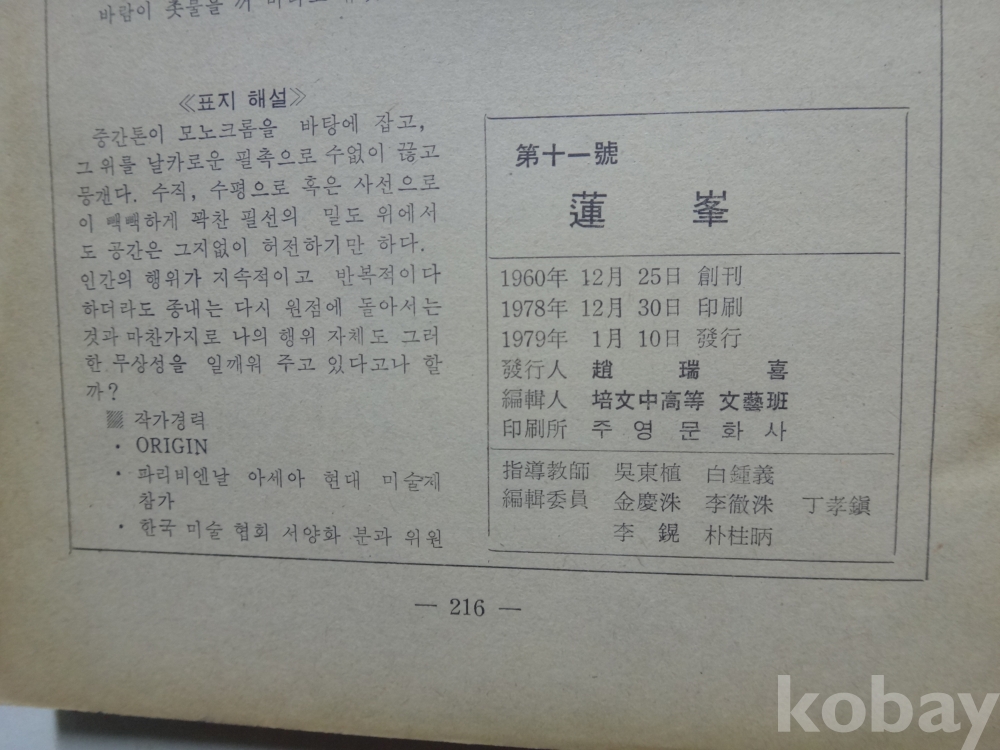 바람이 촛불을 꺼
≪표지 해설≫
중간톤이 모노크롬을 바탕에 잡고,
그위를 날카로운 필촉으로 수없이 끊고
뭉갠다. 수직, 수평으로 혹은 사선으로
이 빽빽하게 꽉찬 필선의 밀도 위에서
도 공간은 그지없이 허전하기만 하다.
인간의 행위가 지속적이고 반복적이다
하더라도 종내는 다시 원점에 돌아서는
것과 마찬가지로 나의 행위 자체도 그러
한 무상성을 일깨워 주고 있다고나 할
까?
▩ 작가경력
· ORIGIN
· 파리비엔날 아세아 현대 미술제
참가
· 한국 미술 협회 서양화 분과 위원
第十一號
蓮峯
1960年 12月 25日 創刊
1978年 12月 30日 印刷
1979年 1月 10日 發行
發行人 趙瑞喜
編輯人 培文中高等 文藝班
印刷所 주영문화사
指導教師 吳東植 白鍾義
編輯委員 金慶洙 李徹洙 丁孝鎭
李鎤 朴柱昞
— 216 —
kobay